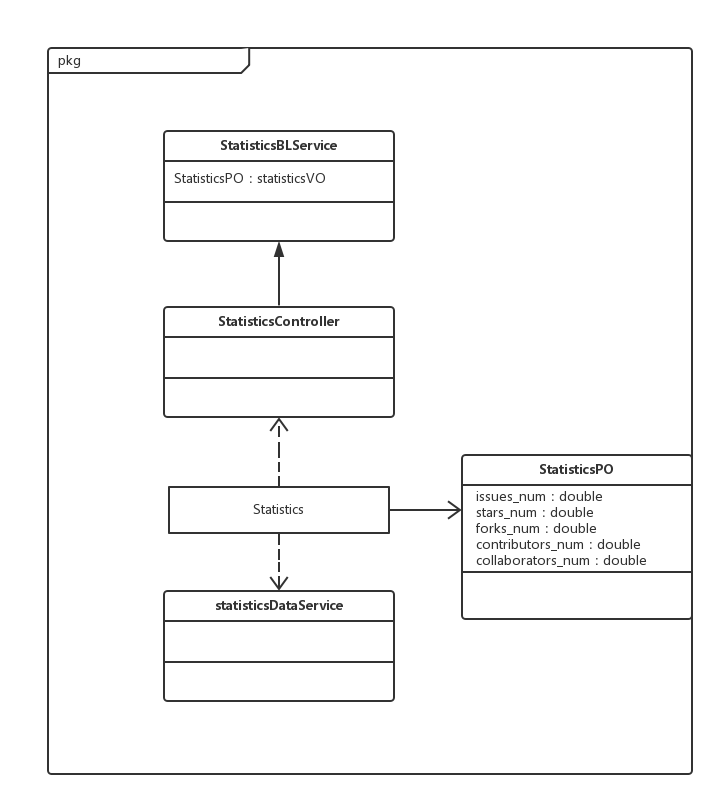 pkg
StatisticsBLService
StatisticsPO : statisticsVO
StatisticsController
Statistics
StatisticsPO
issues_num : double
stars_num : double
forks_num : double
contributors_num : double
collaborators_num : double
statisticsDataService